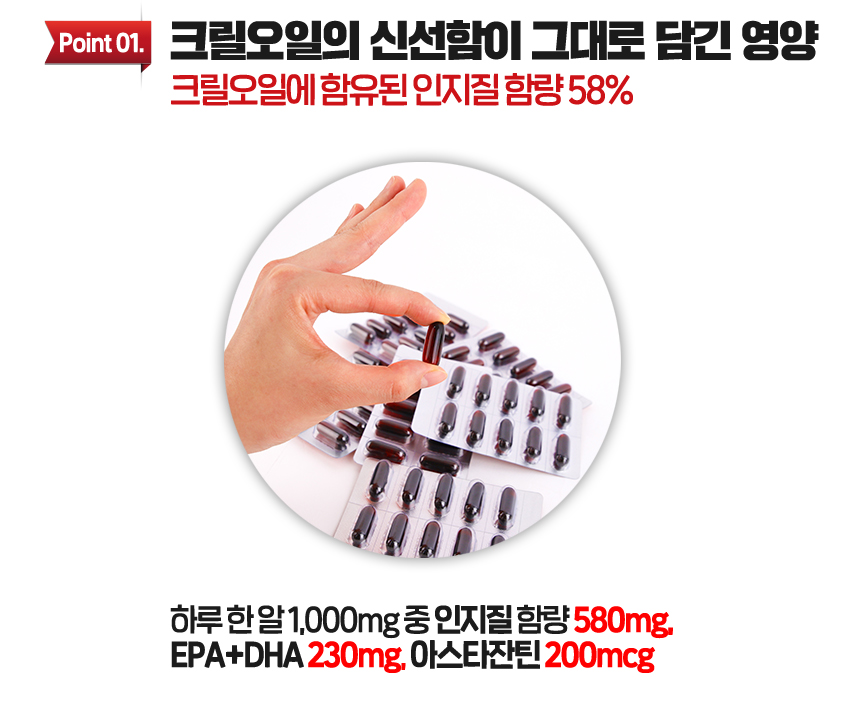 Point 01.
크릴오일의 신선함이 그대로 담긴 영양
크릴오일에 함유된 인지질 함량 58%
하루 한 알 1,000mg 중 인지질 함량 580mg,
EPA+DHA 230mg, 아스타잔틴 200mcg